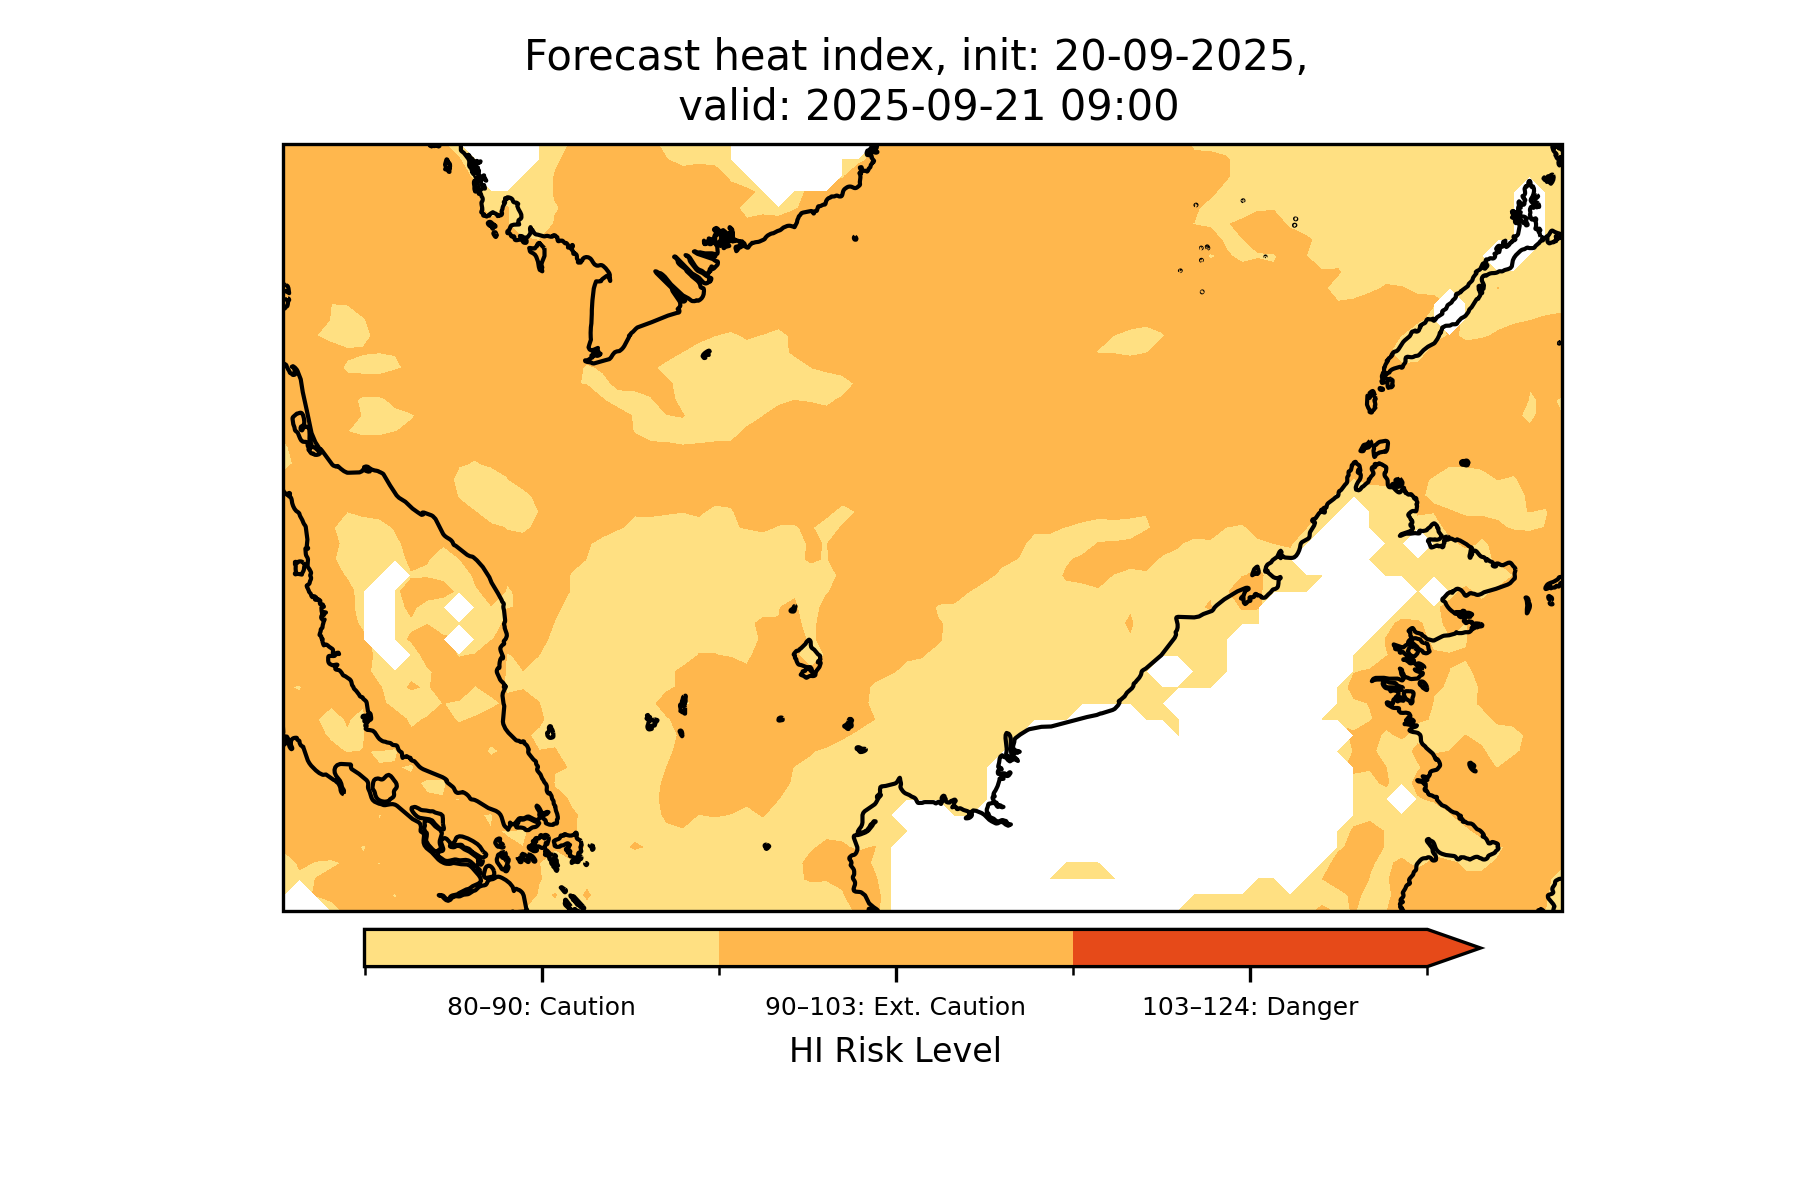 Forecast heat index, init: 20-09-2025,
valid: 2025-09-21 09:00
80–90: Caution
90–103: Ext. Caution
103–124: Danger
HI Risk Level